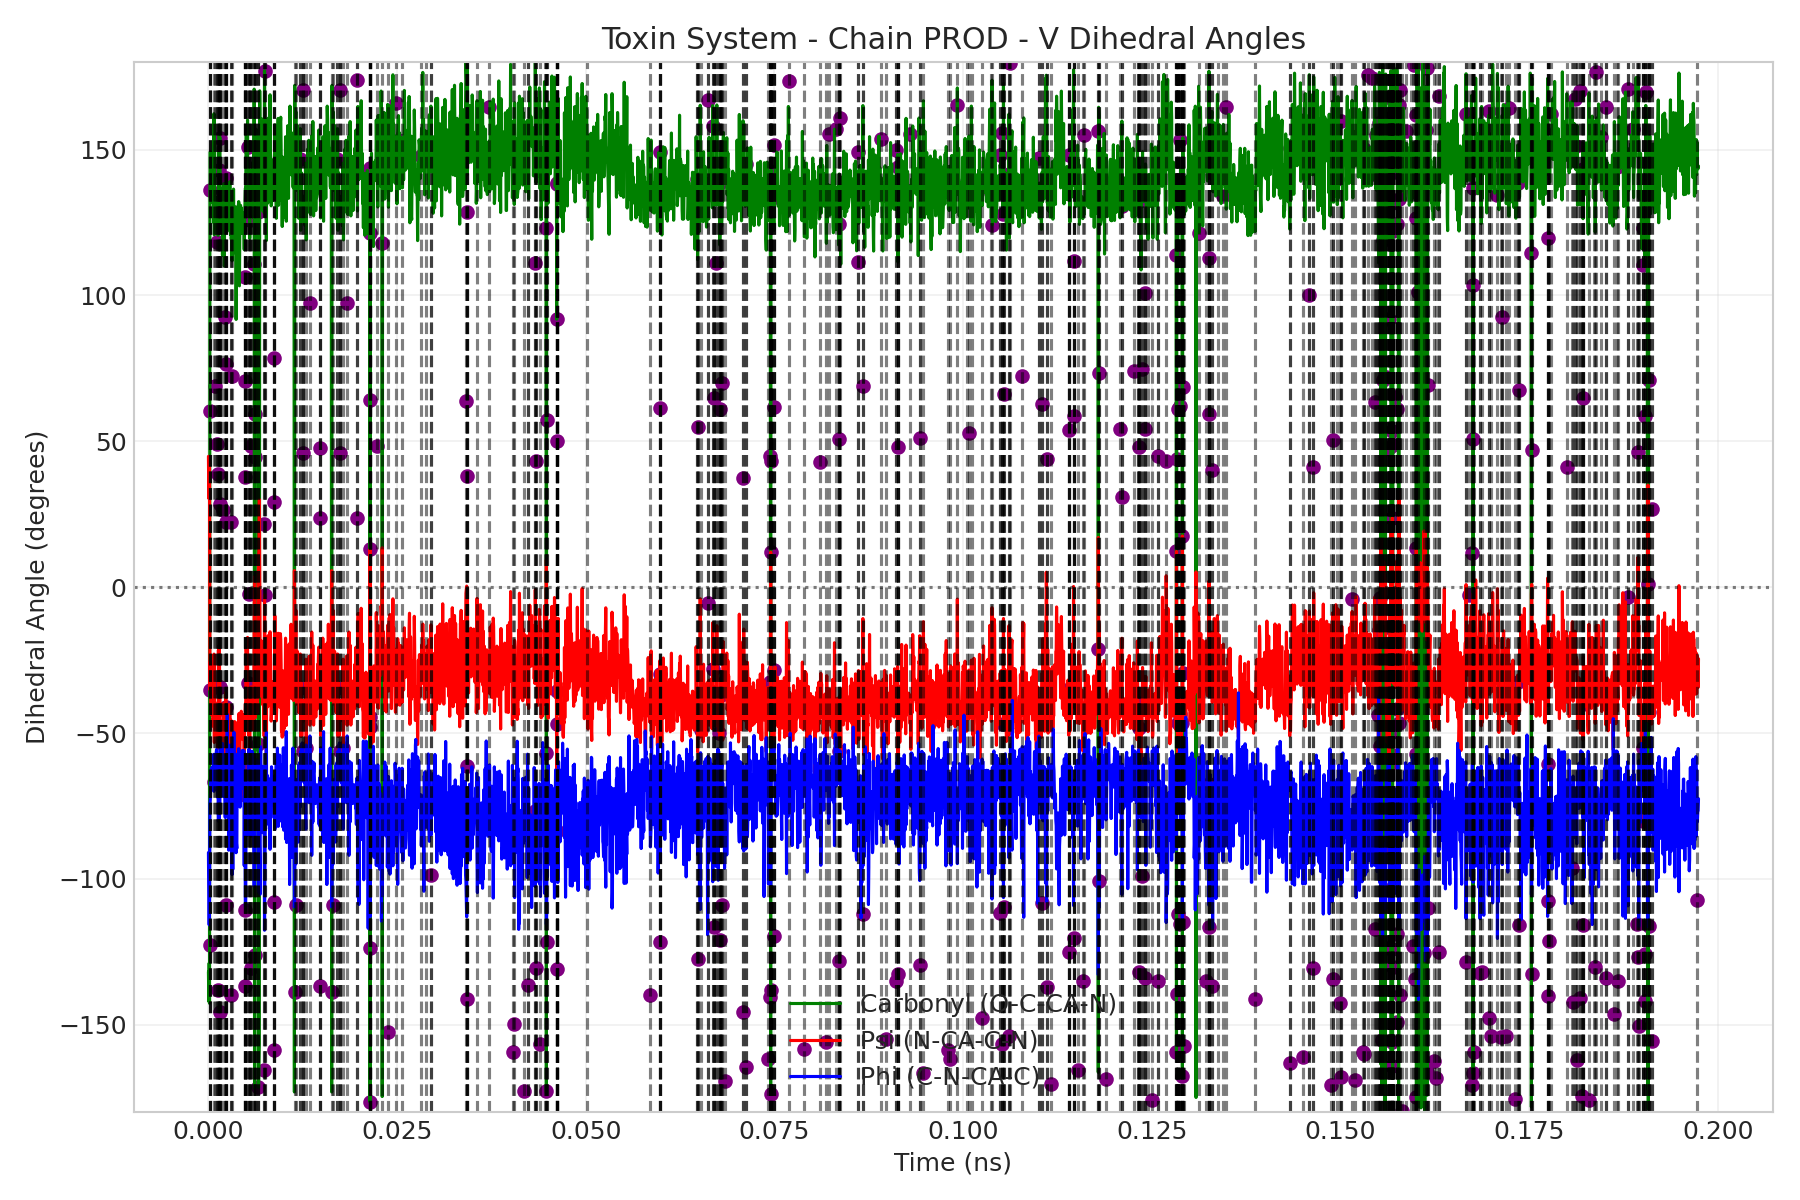 Toxin System - Chain PROD - V Dihedral Angles
Dihedral Angle (degrees)
150
100
50
0
−50
−100
−150
Carbonyl (O-C-CA-N)
Psi (N-CA-C-N)
Phi (C-N-CA-C)
0.000 0.025 0.050 0.075 0.100 0.125 0.150 0.175 0.200
Time (ns)